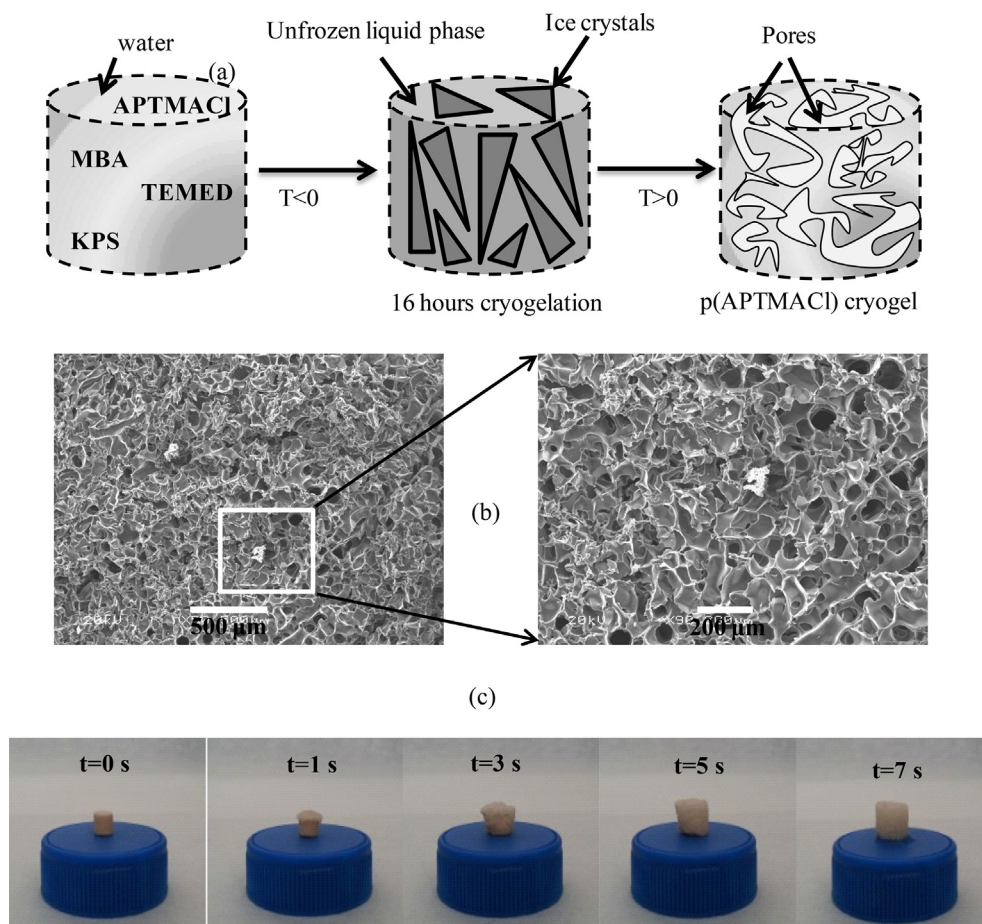 water
(a)
APTMACl
MBA
TEMED
KPS
T<0
Unfrozen liquid phase
Ice crystals
16 hours cryogelation
T>0
Pores
p(APTMACl) cryogel
500 µm
(b)
20kV
200 µm
(c)
t=0 s
t=1 s
t=3 s
t=5 s
t=7 s